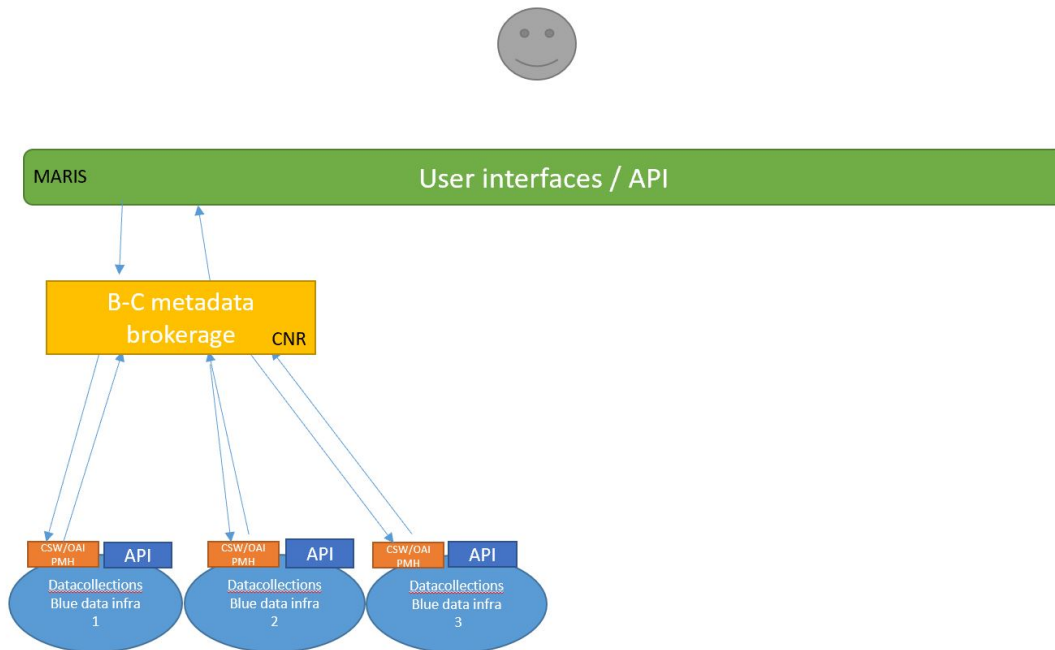 MARIS
User interfaces / API
B-C metadata
brokerage
CNR
CSW/OAI
PMH
API
Datacollections
Blue data infra
1
CSW/OAI
PMH
API
Datacollections
Blue data infra
2
CSW/OAI
PMH
API
Datacollections
Blue data infra
3